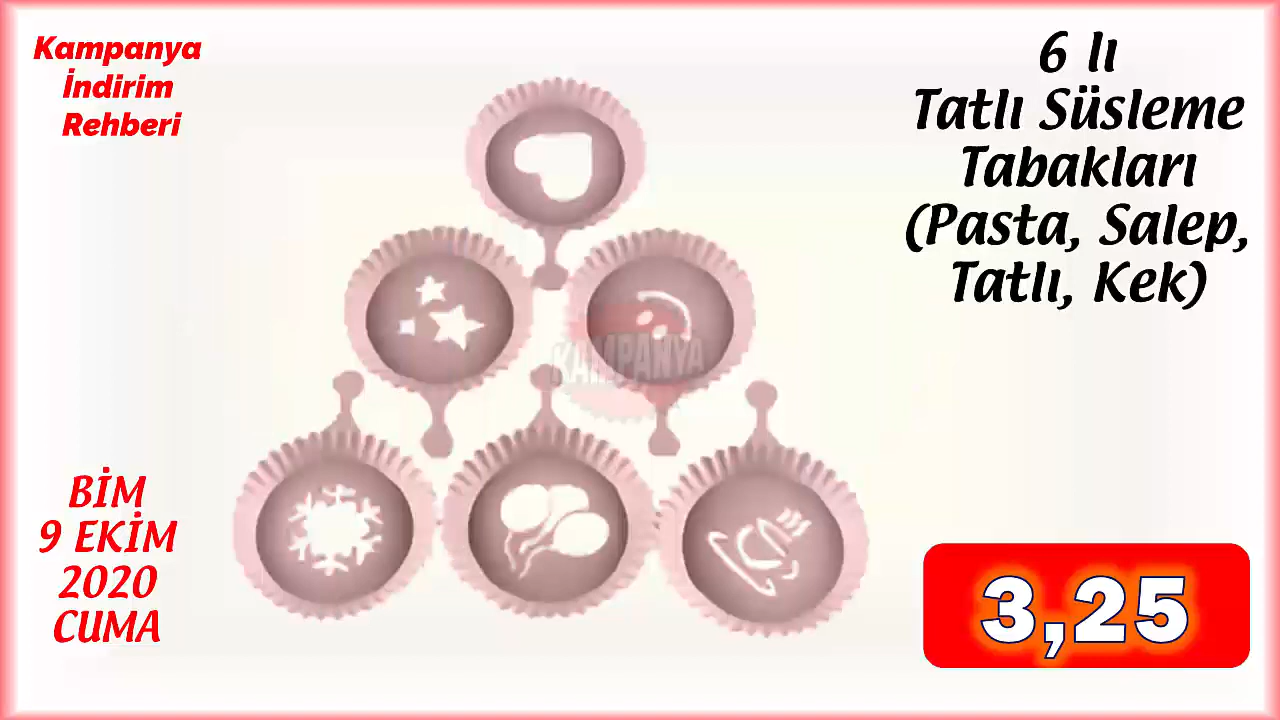 Kampanya
İndirim
Rehberi
6 lı
Tatlı Süsleme
Tabakları
(Pasta, Salep,
Tatlı, Kek)
KAMPANYA
BİM
9 EKİM
2020
CUMA
3,25